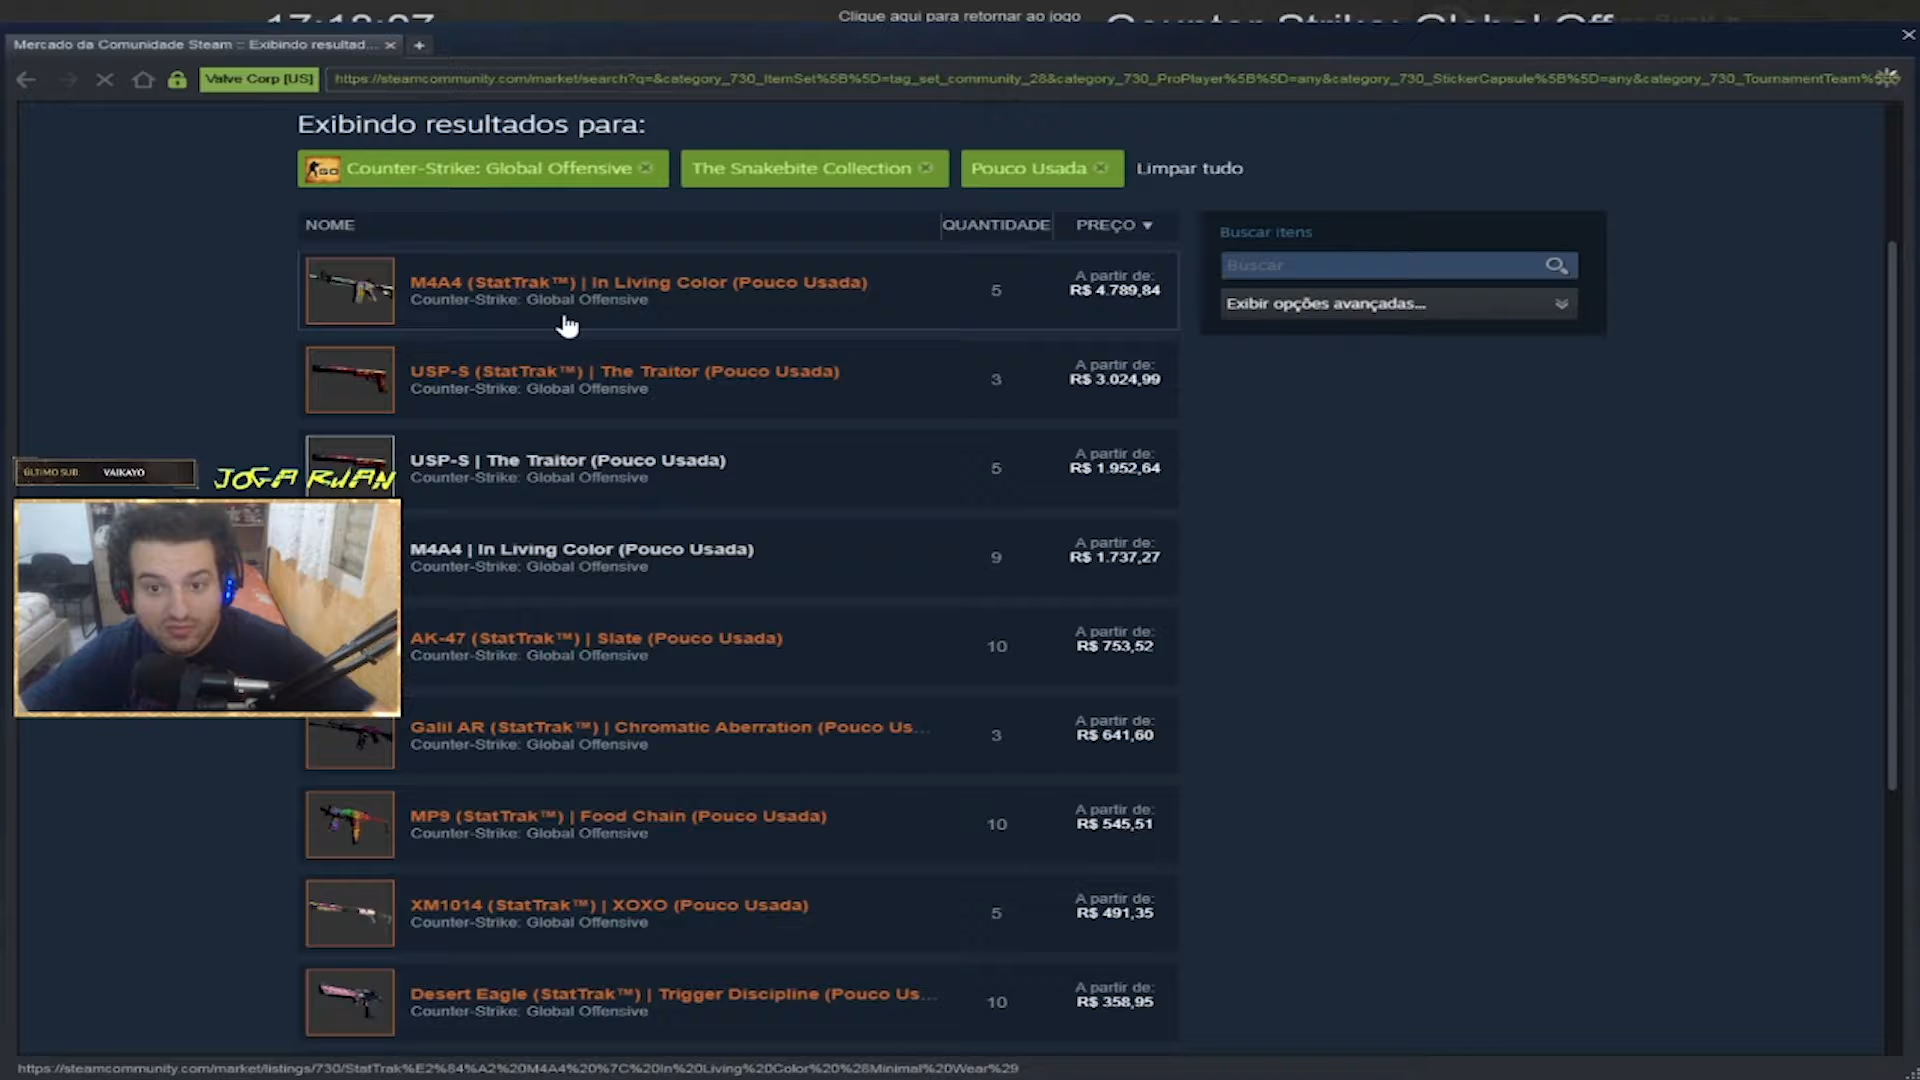 Clique aqui para retornar ao jogo
Mercado da Comunidade Steam :: Exibindo resultad...
Valve Corp [US]
https://steamcommunity.com/market/search?q=&category_730_ItemSet%5B%5D=tag_set_community_28&category_730_ProPlayer%5B%5D=any&category_730_StickerCapsule%5B%5D=any&category_730_TournamentTeam%5
Exibindo resultados para:
Counter-Strike: Global Offensive
The Snakebite Collection
Pouco Usada
Limpar tudo
NOME
QUANTIDADE
PREÇO ▼
Buscar itens
Buscar
Exibir opções avançadas...
M4A4 (StatTrak™) | In Living Color (Pouco Usada)
Counter-Strike: Global Offensive
5
A partir de:
R$ 4.789,84
USP-S (StatTrak™) | The Traitor (Pouco Usada)
Counter-Strike: Global Offensive
3
A partir de:
R$ 3.024,99
USP-S | The Traitor (Pouco Usada)
Counter-Strike: Global Offensive
5
A partir de:
R$ 1.952,64
ÚLTIMO SUB: VAIKAYO
JOGA RUAN
M4A4 | In Living Color (Pouco Usada)
Counter-Strike: Global Offensive
9
A partir de:
R$ 1.737,27
AK-47 (StatTrak™) | Slate (Pouco Usada)
Counter-Strike: Global Offensive
10
A partir de:
R$ 753,52
Galil AR (StatTrak™) | Chromatic Aberration (Pouco Us...
Counter-Strike: Global Offensive
3
A partir de:
R$ 641,60
MP9 (StatTrak™) | Food Chain (Pouco Usada)
Counter-Strike: Global Offensive
10
A partir de:
R$ 545,51
XM1014 (StatTrak™) | XOXO (Pouco Usada)
Counter-Strike: Global Offensive
5
A partir de:
R$ 491,35
Desert Eagle (StatTrak™) | Trigger Discipline (Pouco Us...
Counter-Strike: Global Offensive
10
A partir de:
R$ 358,95
https://steamcommunity.com/market/listings/730/StatTrak%E2%84%A2%20M4A4%20%7C%20In%20Living%20Color%20%28Minimal%20Wear%29